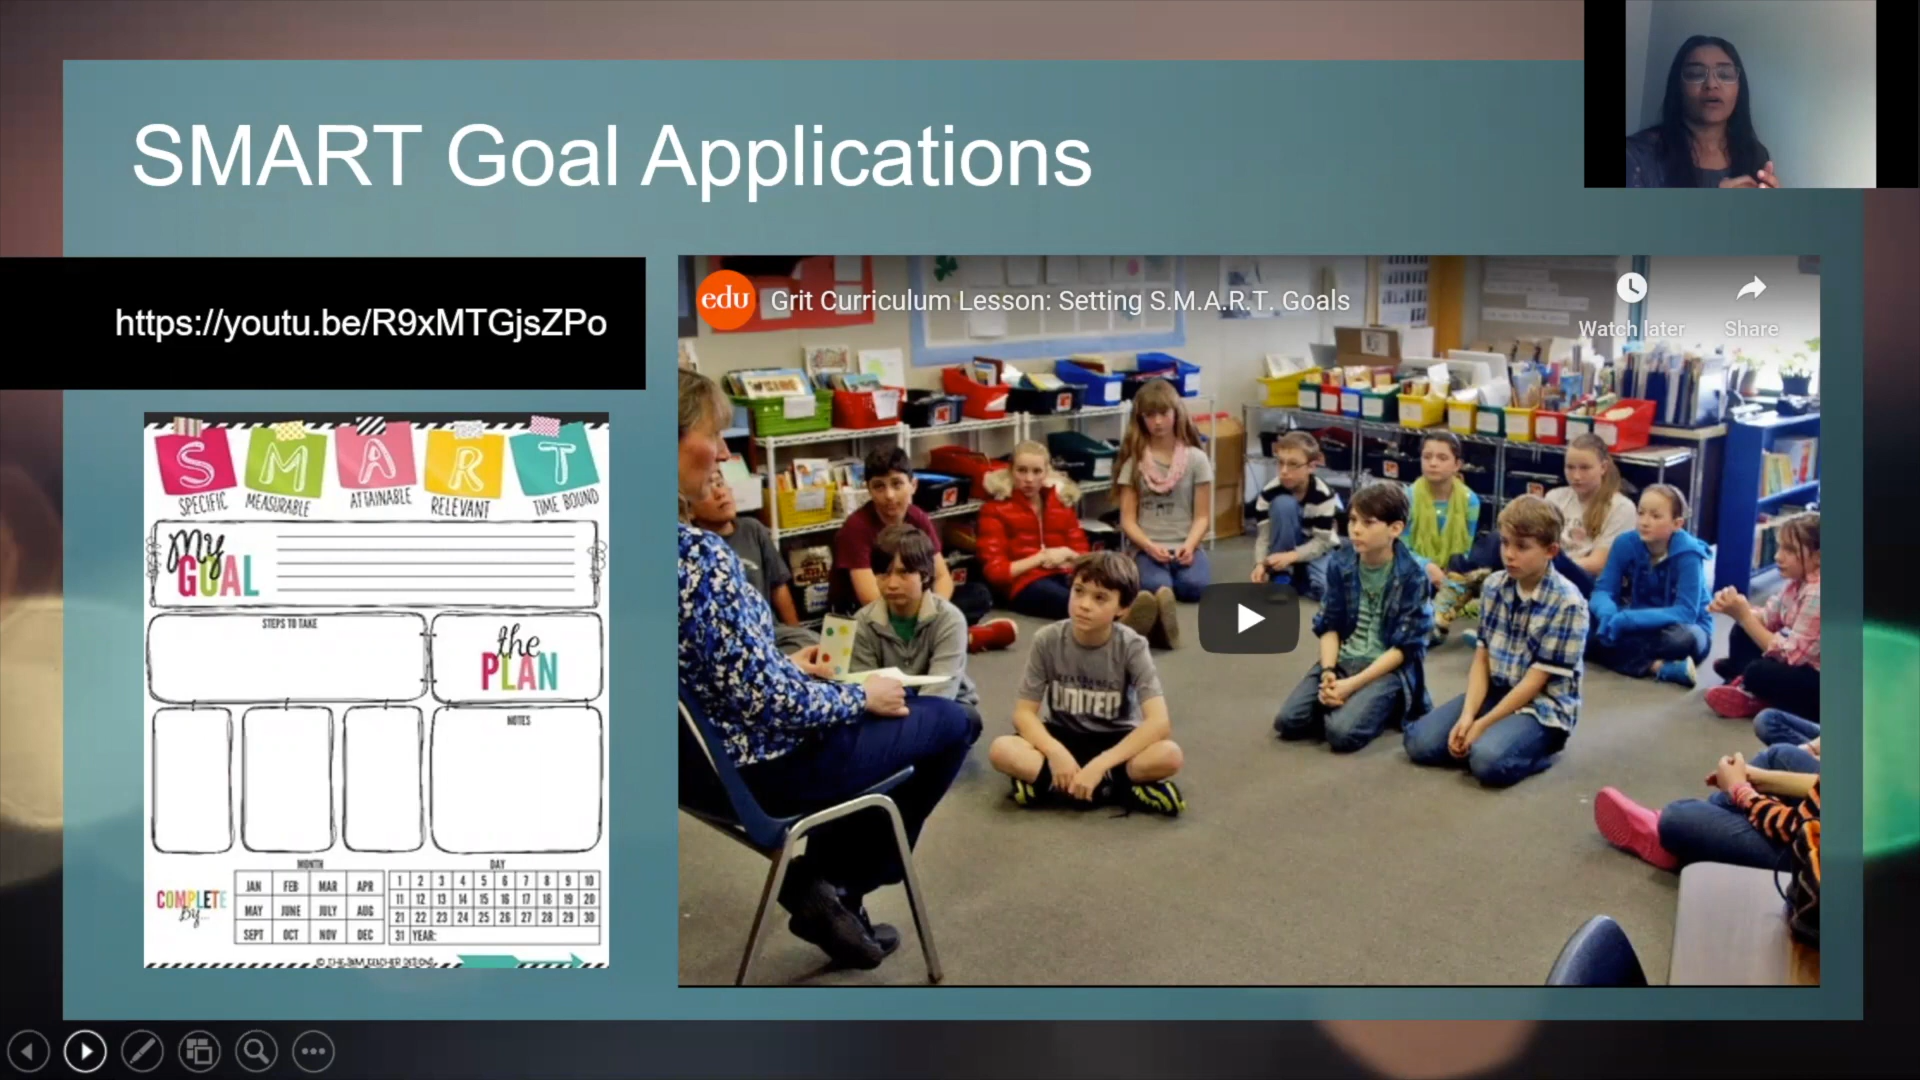 SMART Goal Applications
https://youtu.be/R9xMTGjsZPo
edu
Grit Curriculum Lesson: Setting S.M.A.R.T. Goals
Watch later
Share
S M A R T
SPECIFIC MEASURABLE ATTAINABLE RELEVANT TIME BOUND
My
GOAL
STEPS TO TAKE
the
PLAN
NOTES
MONTH
DAY
COMPLETE
By...
JAN FEB MAR APR
MAY JUNE JULY AUG
SEPT OCT NOV DEC
1 2 3 4 5 6 7 8 9 10
11 12 13 14 15 16 17 18 19 20
21 22 23 24 25 26 27 28 29 30
31 YEAR:
UNITED